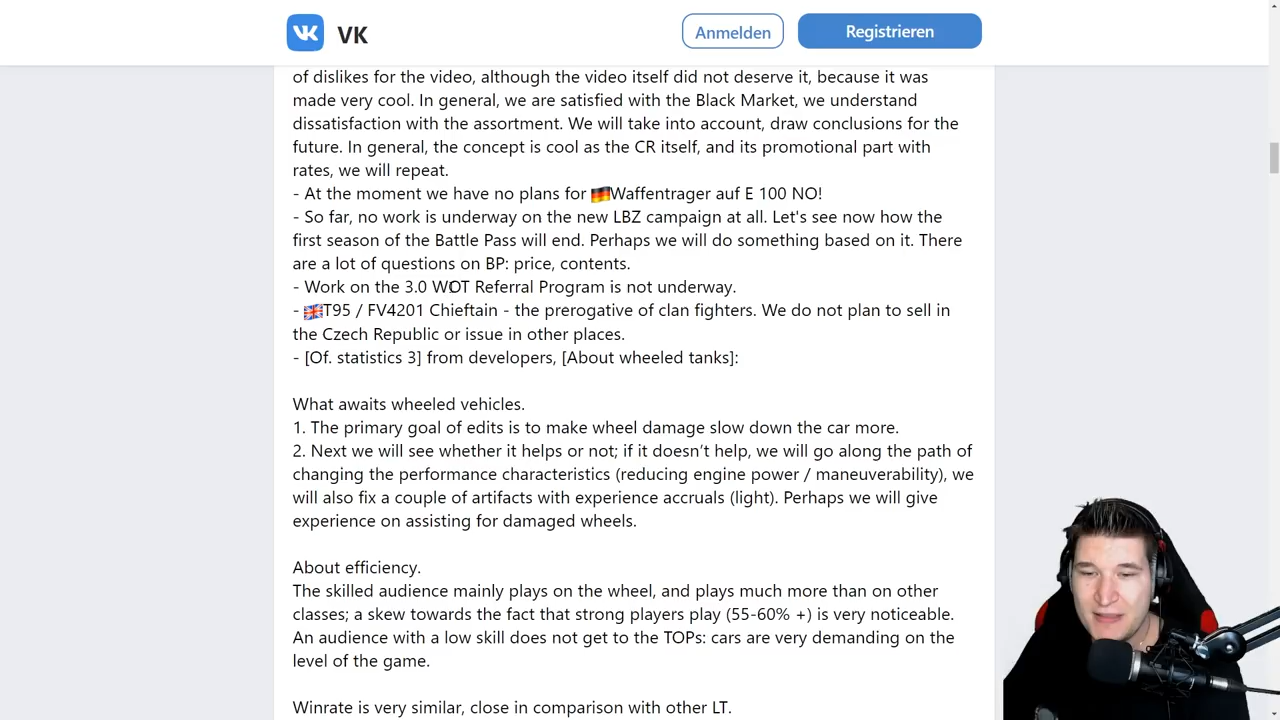 VK
Anmelden
Registrieren
of dislikes for the video, although the video itself did not deserve it, because it was
made very cool. In general, we are satisfied with the Black Market, we understand
dissatisfaction with the assortment. We will take into account, draw conclusions for the
future. In general, the concept is cool as the CR itself, and its promotional part with
rates, we will repeat.
- At the moment we have no plans for 🇩🇪Waffentrager auf E 100 NO!
- So far, no work is underway on the new LBZ campaign at all. Let's see now how the
first season of the Battle Pass will end. Perhaps we will do something based on it. There
are a lot of questions on BP: price, contents.
- Work on the 3.0 WOT Referral Program is not underway.
- 🇬🇧T95 / FV4201 Chieftain - the prerogative of clan fighters. We do not plan to sell in
the Czech Republic or issue in other places.
- [Of. statistics 3] from developers, [About wheeled tanks]:
What awaits wheeled vehicles.
1. The primary goal of edits is to make wheel damage slow down the car more.
2. Next we will see whether it helps or not; if it doesn’t help, we will go along the path of
changing the performance characteristics (reducing engine power / maneuverability), we
will also fix a couple of artifacts with experience accruals (light). Perhaps we will give
experience on assisting for damaged wheels.
About efficiency.
The skilled audience mainly plays on the wheel, and plays much more than on other
classes; a skew towards the fact that strong players play (55-60% +) is very noticeable.
An audience with a low skill does not get to the TOPs: cars are very demanding on the
level of the game.
Winrate is very similar, close in comparison with other LT.